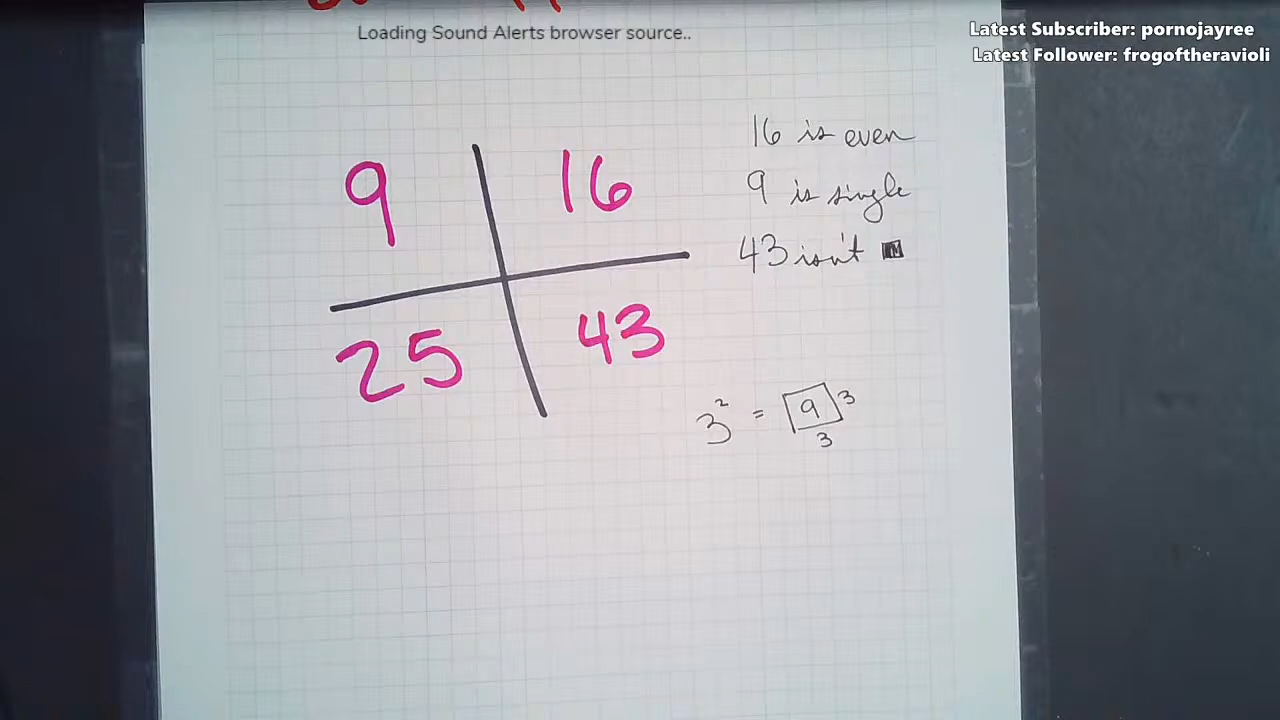 Loading Sound Alerts browser source..
Latest Subscriber: pornojayree
Latest Follower: frogoftheravioli
9 16
25 43
16 is even
9 is single
43 isn't
3² = 9 3
3